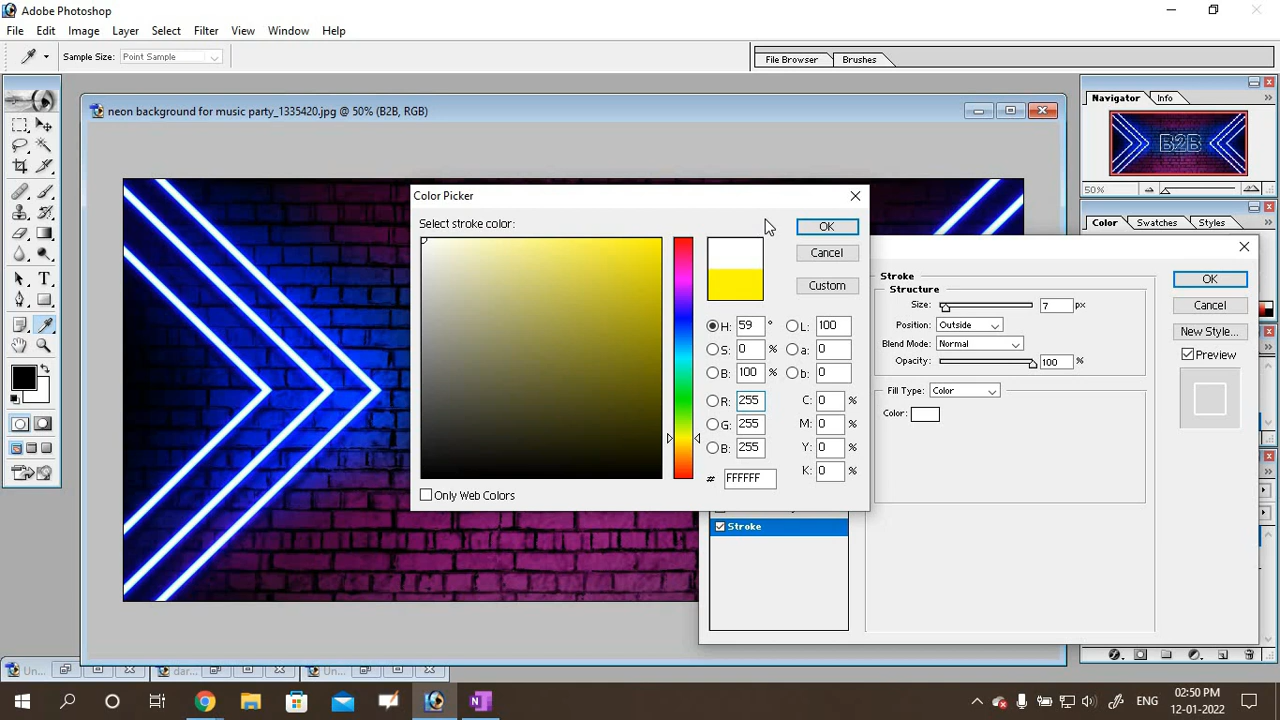 Adobe Photoshop
File Edit Image Layer Select Filter View Window Help
Sample Size: Point Sample
File Browser Brushes
neon background for music party_1335420.jpg @ 50% (B2B, RGB)
Navigator Info
B2B
50%
Color Swatches Styles
Color Picker
Select stroke color:
OK
Cancel
Custom
H: 59 °
S: 0 %
B: 100 %
R: 255
G: 255
B: 255
# FFFFFF
L: 100
a: 0
b: 0
C: 0 %
M: 0 %
Y: 0 %
K: 0 %
Only Web Colors
Stroke
Structure
Size: 7 px
Position: Outside
Blend Mode: Normal
Opacity: 100 %
Fill Type: Color
Color:
OK
Cancel
New Style...
Preview
Stroke
Un... dar... Un...
ENG
02:50 PM
12-01-2022